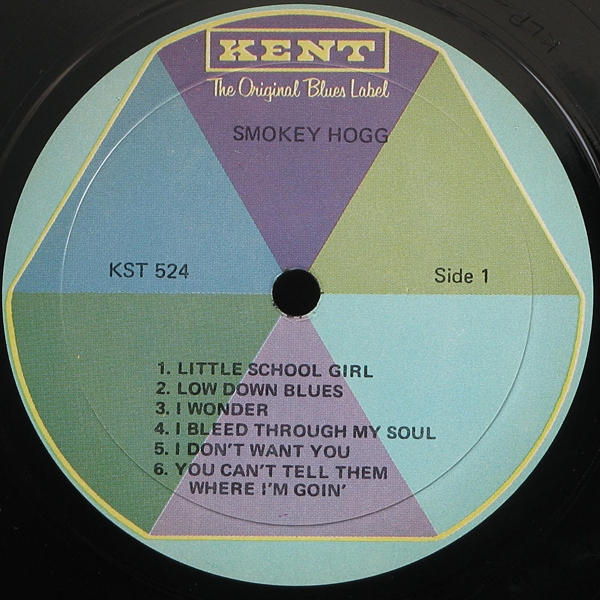 KENT
The Original Blues Label
SMOKEY HOGG
KST 524
Side 1
1. LITTLE SCHOOL GIRL
2. LOW DOWN BLUES
3. I WONDER
4. I BLEED THROUGH MY SOUL
5. I DON'T WANT YOU
6. YOU CAN'T TELL THEM
WHERE I'M GOIN'